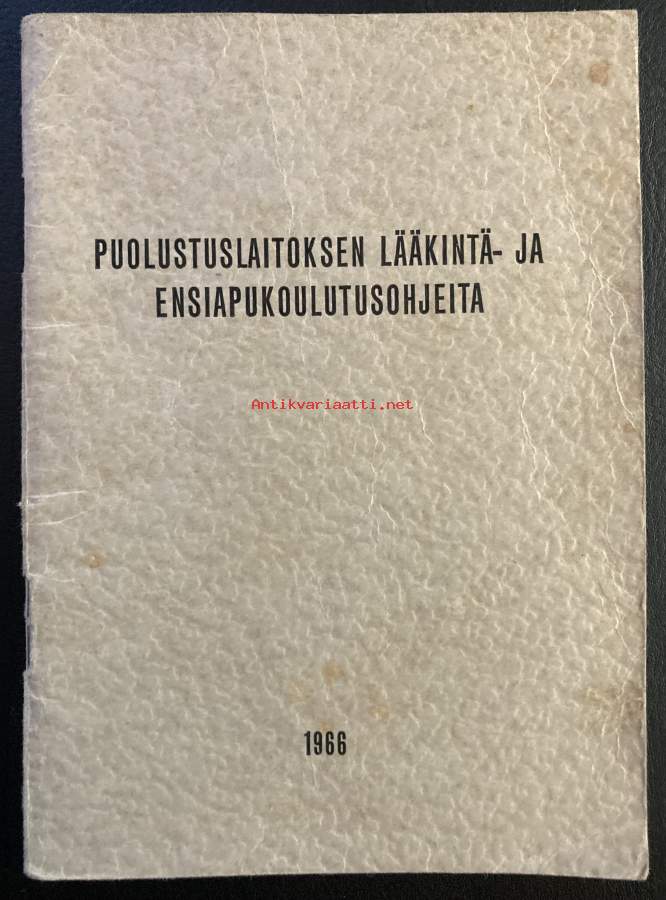 PUOLUSTUSLAITOKSEN LÄÄKINTÄ- JA
ENSIAPUKOULUTUSOHJEITA
Antikvariaatti.net
1966